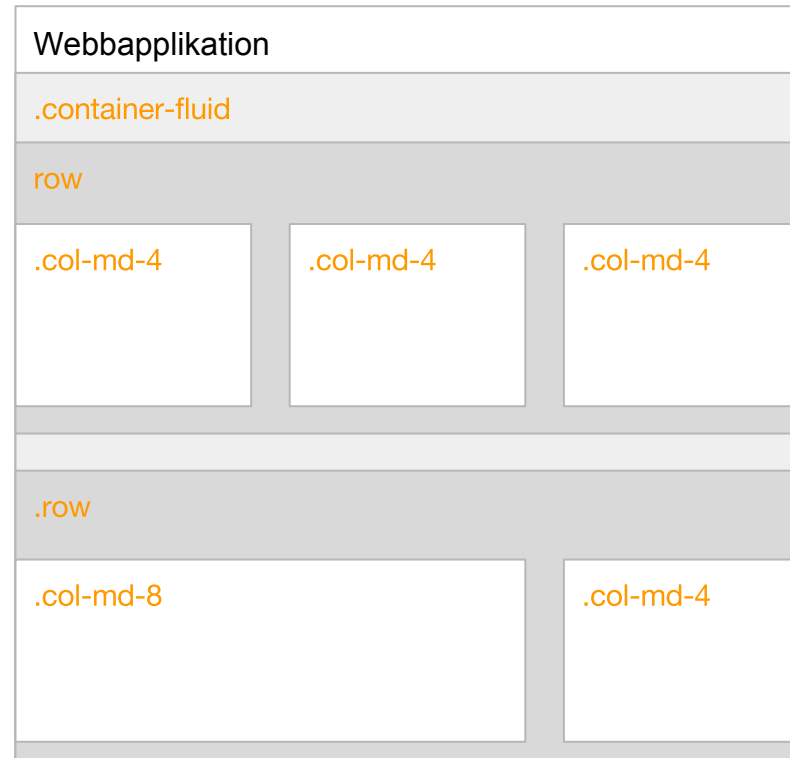 Webbapplikation
.container-fluid
row
.col-md-4 .col-md-4 .col-md-4
.row
.col-md-8 .col-md-4